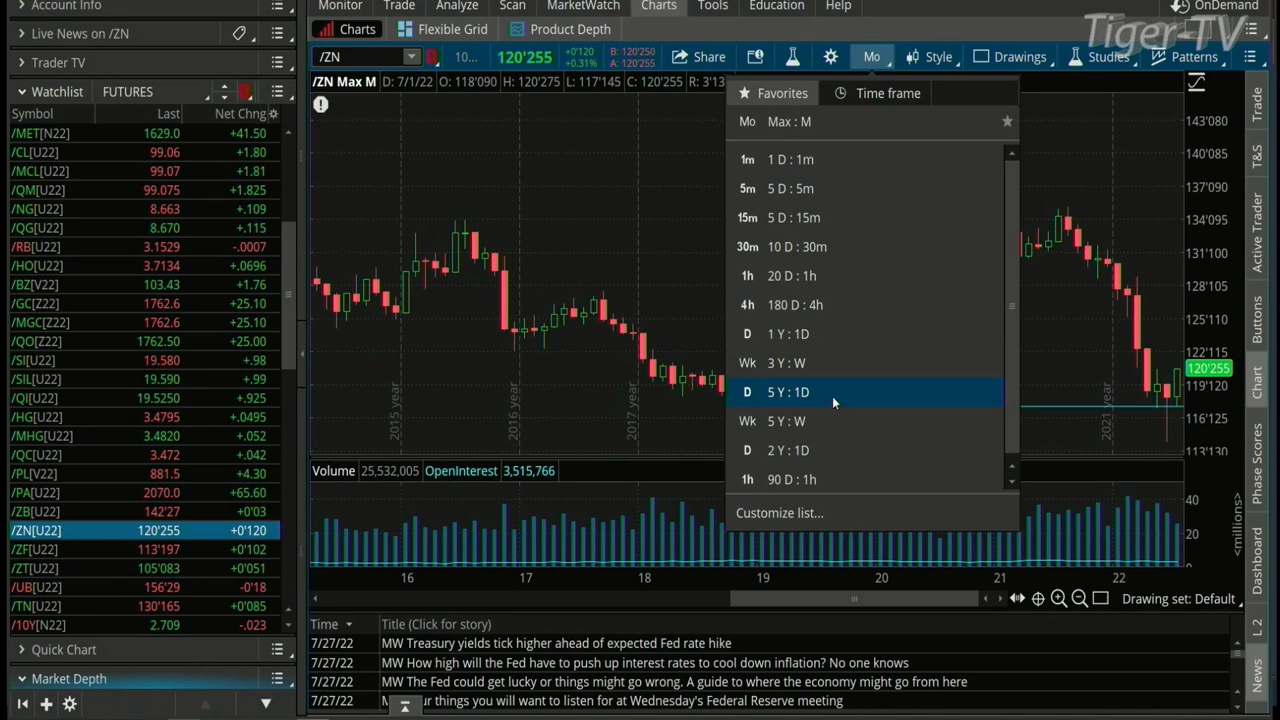 Account Info
Monitor Trade Analyze Scan MarketWatch Charts Tools Education Help
OnDemand
Tiger-TV
Live News on /ZN
Charts Flexible Grid Product Depth
Trader TV
/ZN 10... 120'255 +0'120 +0.31% B: 120'250 A: 120'255 Share Mo Style Drawings Studies Patterns
Watchlist FUTURES
/ZN Max M D: 7/1/22 O: 118'090 H: 120'275 L: 117'145 C: 120'255 R: 3'13
Favorites Time frame
Symbol Last Net Chng
Mo Max : M
/MET[N22] 1629.0 +41.50
/CL[U22] 99.06 +1.80
/MCL[U22] 99.07 +1.81
/QM[U22] 99.075 +1.825
/NG[U22] 8.663 +.109
/QG[U22] 8.670 +.115
/RB[U22] 3.1529 -.0007
/HO[U22] 3.7134 +.0696
/BZ[V22] 103.43 +1.76
/GC[Z22] 1762.6 +25.10
/MGC[Z22] 1762.6 +25.10
/QO[Z22] 1762.50 +25.00
/SI[U22] 19.580 +.98
/SIL[U22] 19.590 +.99
/QI[U22] 19.5250 +.925
/HG[U22] 3.4795 +.0495
/MHG[U22] 3.4820 +.052
/QC[U22] 3.472 +.042
/PL[V22] 881.5 +4.30
/PA[U22] 2070.0 +65.60
/ZB[U22] 142'27 +0'03
/ZN[U22] 120'255 +0'120
/ZF[U22] 113'197 +0'102
/ZT[U22] 105'083 +0'051
/UB[U22] 156'29 -0'18
/TN[U22] 130'165 +0'085
/10Y[N22] 2.709 -.023
Quick Chart
Market Depth
1m 1 D : 1m
5m 5 D : 5m
15m 5 D : 15m
30m 10 D : 30m
1h 20 D : 1h
4h 180 D : 4h
D 1 Y : 1D
Wk 3 Y : W
D 5 Y : 1D
Wk 5 Y : W
D 2 Y : 1D
1h 90 D : 1h
Customize list...
2015 year
2016 year
2017 year
2021 year
143'080
140'085
137'090
134'095
131'100
128'105
125'110
122'115
120'255
119'120
116'125
113'13
Volume 25,532,005 OpenInterest 3,515,766
40
20
0
<millions>
16 17 18 19 20 21 22
Drawing set: Default
Trade
T&S
Active Trader
Buttons
Chart
Phase Scores
Dashboard
L 2
News
Time Title (Click for story)
7/27/22 MW Treasury yields tick higher ahead of expected Fed rate hike
7/27/22 MW How high will the Fed have to push up interest rates to cool down inflation? No one knows
7/27/22 MW The Fed could get lucky or things might go wrong. A guide to where the economy might go from here
7/27/22 MW ur things you will want to listen for at Wednesday's Federal Reserve meeting